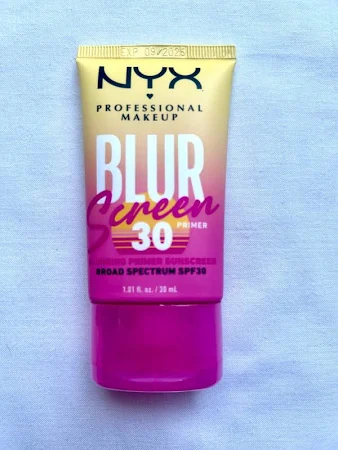 EXP 09/2025
NYX
PROFESSIONAL
MAKEUP
BLUR
Screen
PRIMER
30
PRIMER SUNSCREEN
BROAD SPECTRUM SPF30
1.01 fl. oz. / 30 mL